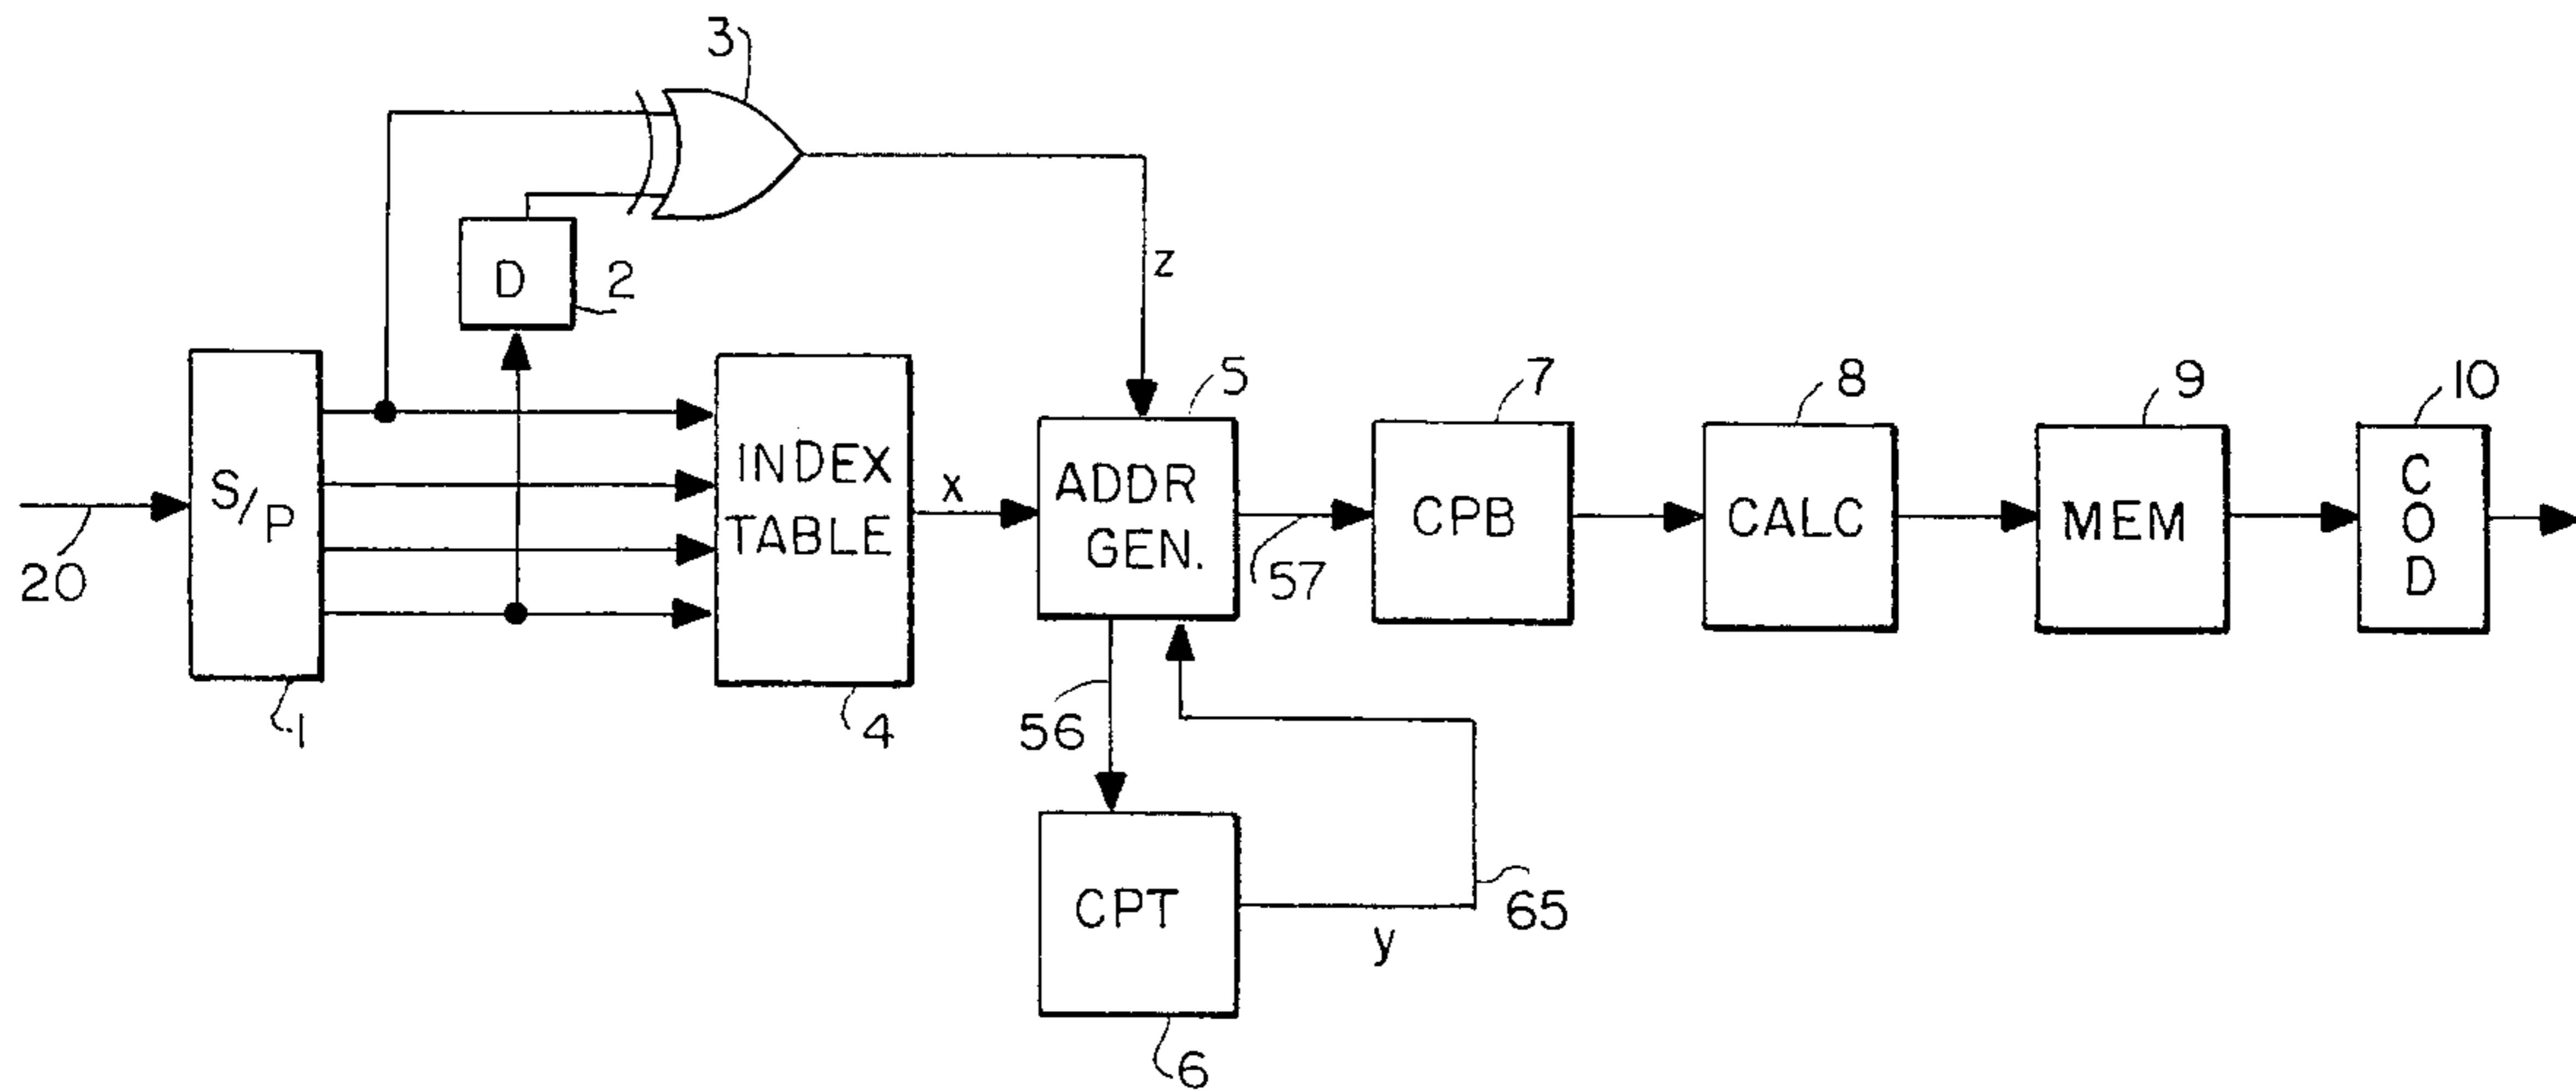 3
D
2
z
S/P
INDEX
TABLE
x
5
ADDR
GEN.
7
CPB
8
CALC
9
MEM
10
COD
20
57
1
4
56
65
CPT
y
6